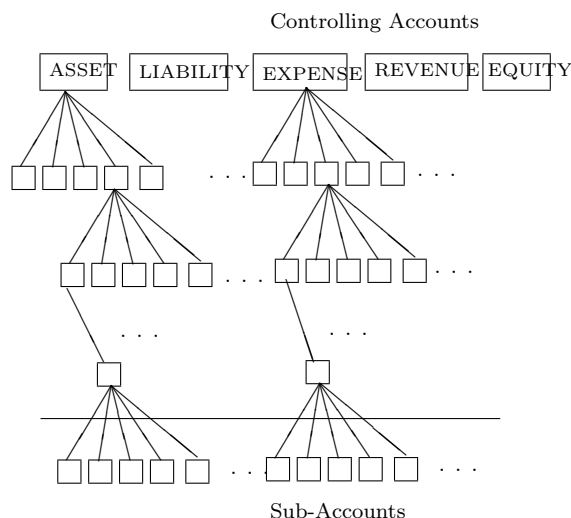 Controlling Accounts
ASSET LIABILITY EXPENSE REVENUE EQUITY
. . . . . .
. . . . . .
. . . . . .
. . . . . .
Sub-Accounts